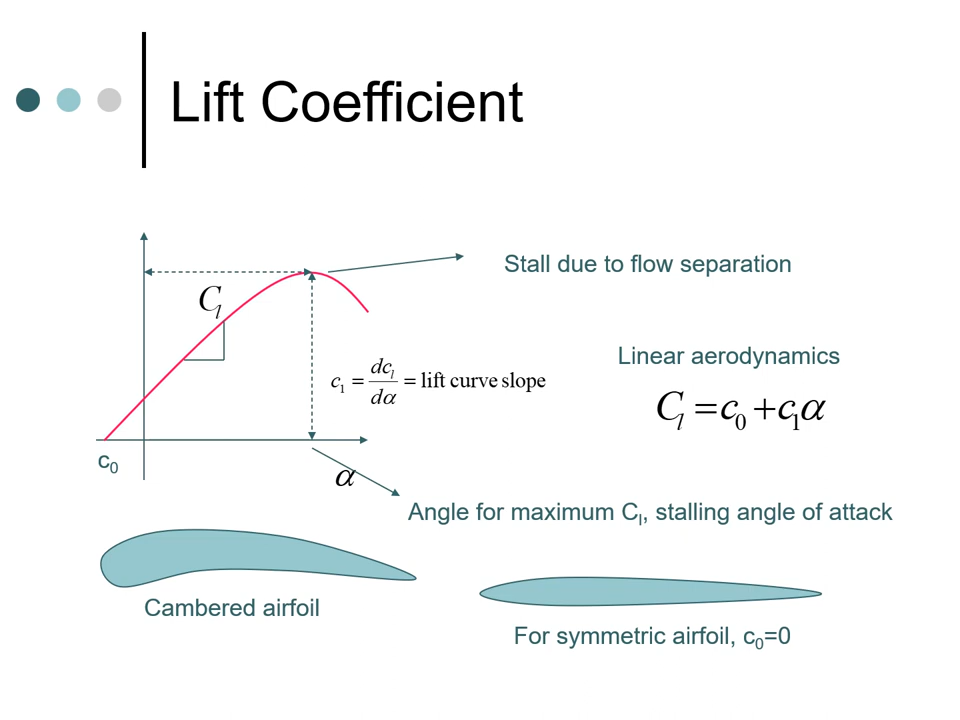 Lift Coefficient
Stall due to flow separation
C_l
Linear aerodynamics
c_1 = dc_l/dα = lift curve slope
C_l = c_0 + c_1α
c_0
α
Angle for maximum C_l, stalling angle of attack
Cambered airfoil
For symmetric airfoil, c_0=0